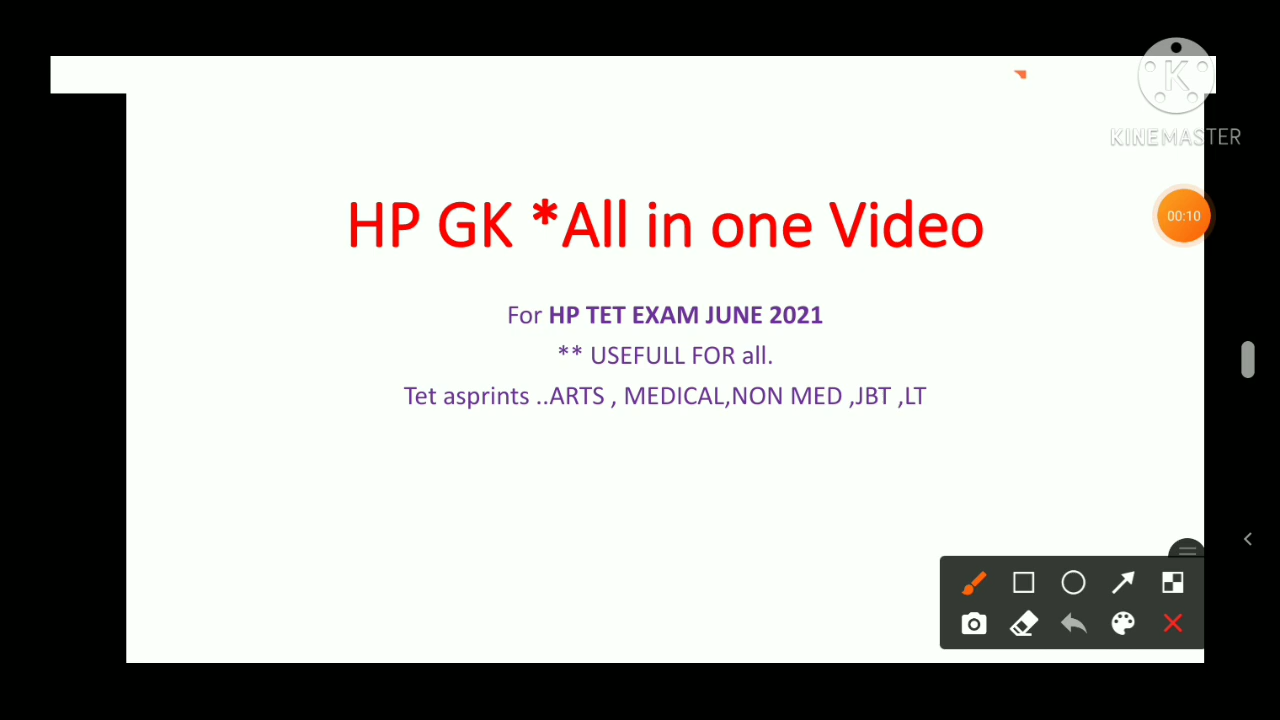 K
KINEMASTER
HP GK *All in one Video
00:10
For HP TET EXAM JUNE 2021
** USEFULL FOR all.
Tet asprints ..ARTS , MEDICAL,NON MED ,JBT ,LT